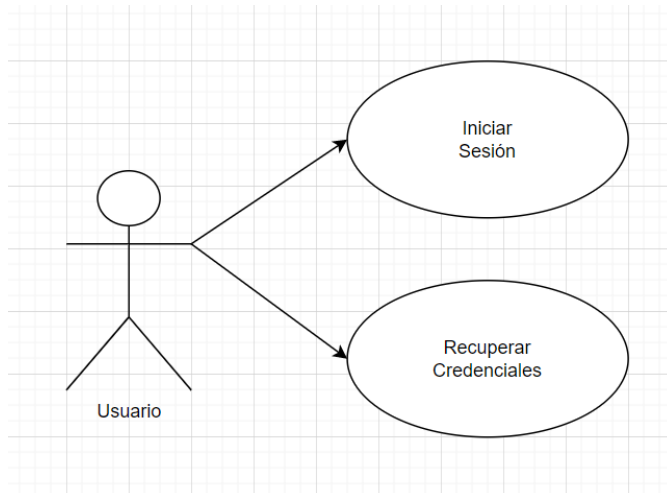 Iniciar
Sesión
Recuperar
Credenciales
Usuario